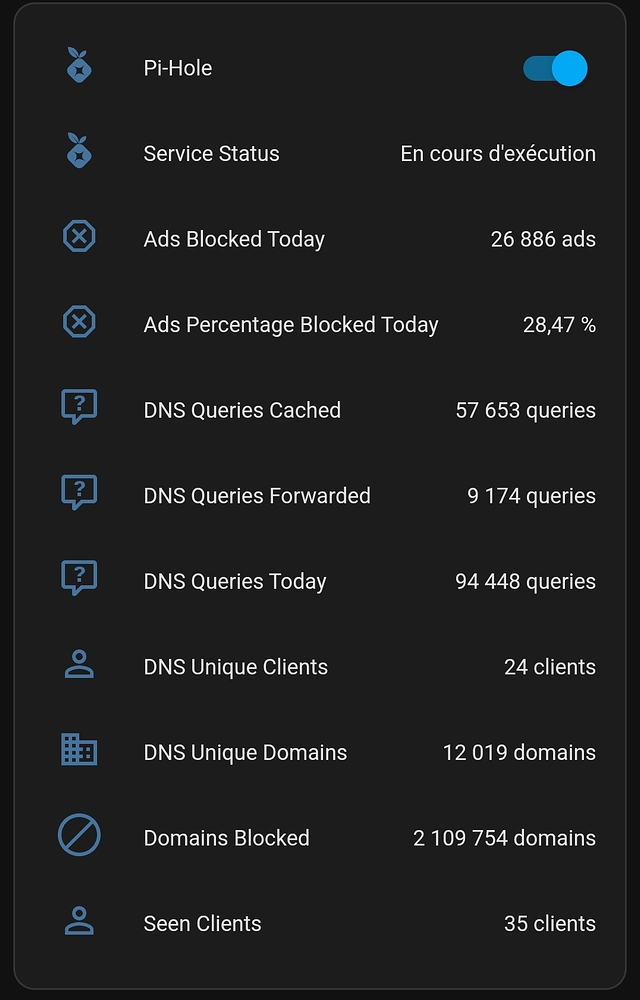 Pi-Hole
Service Status En cours d'exécution
Ads Blocked Today 26 886 ads
Ads Percentage Blocked Today 28,47 %
DNS Queries Cached 57 653 queries
DNS Queries Forwarded 9 174 queries
DNS Queries Today 94 448 queries
DNS Unique Clients 24 clients
DNS Unique Domains 12 019 domains
Domains Blocked 2 109 754 domains
Seen Clients 35 clients